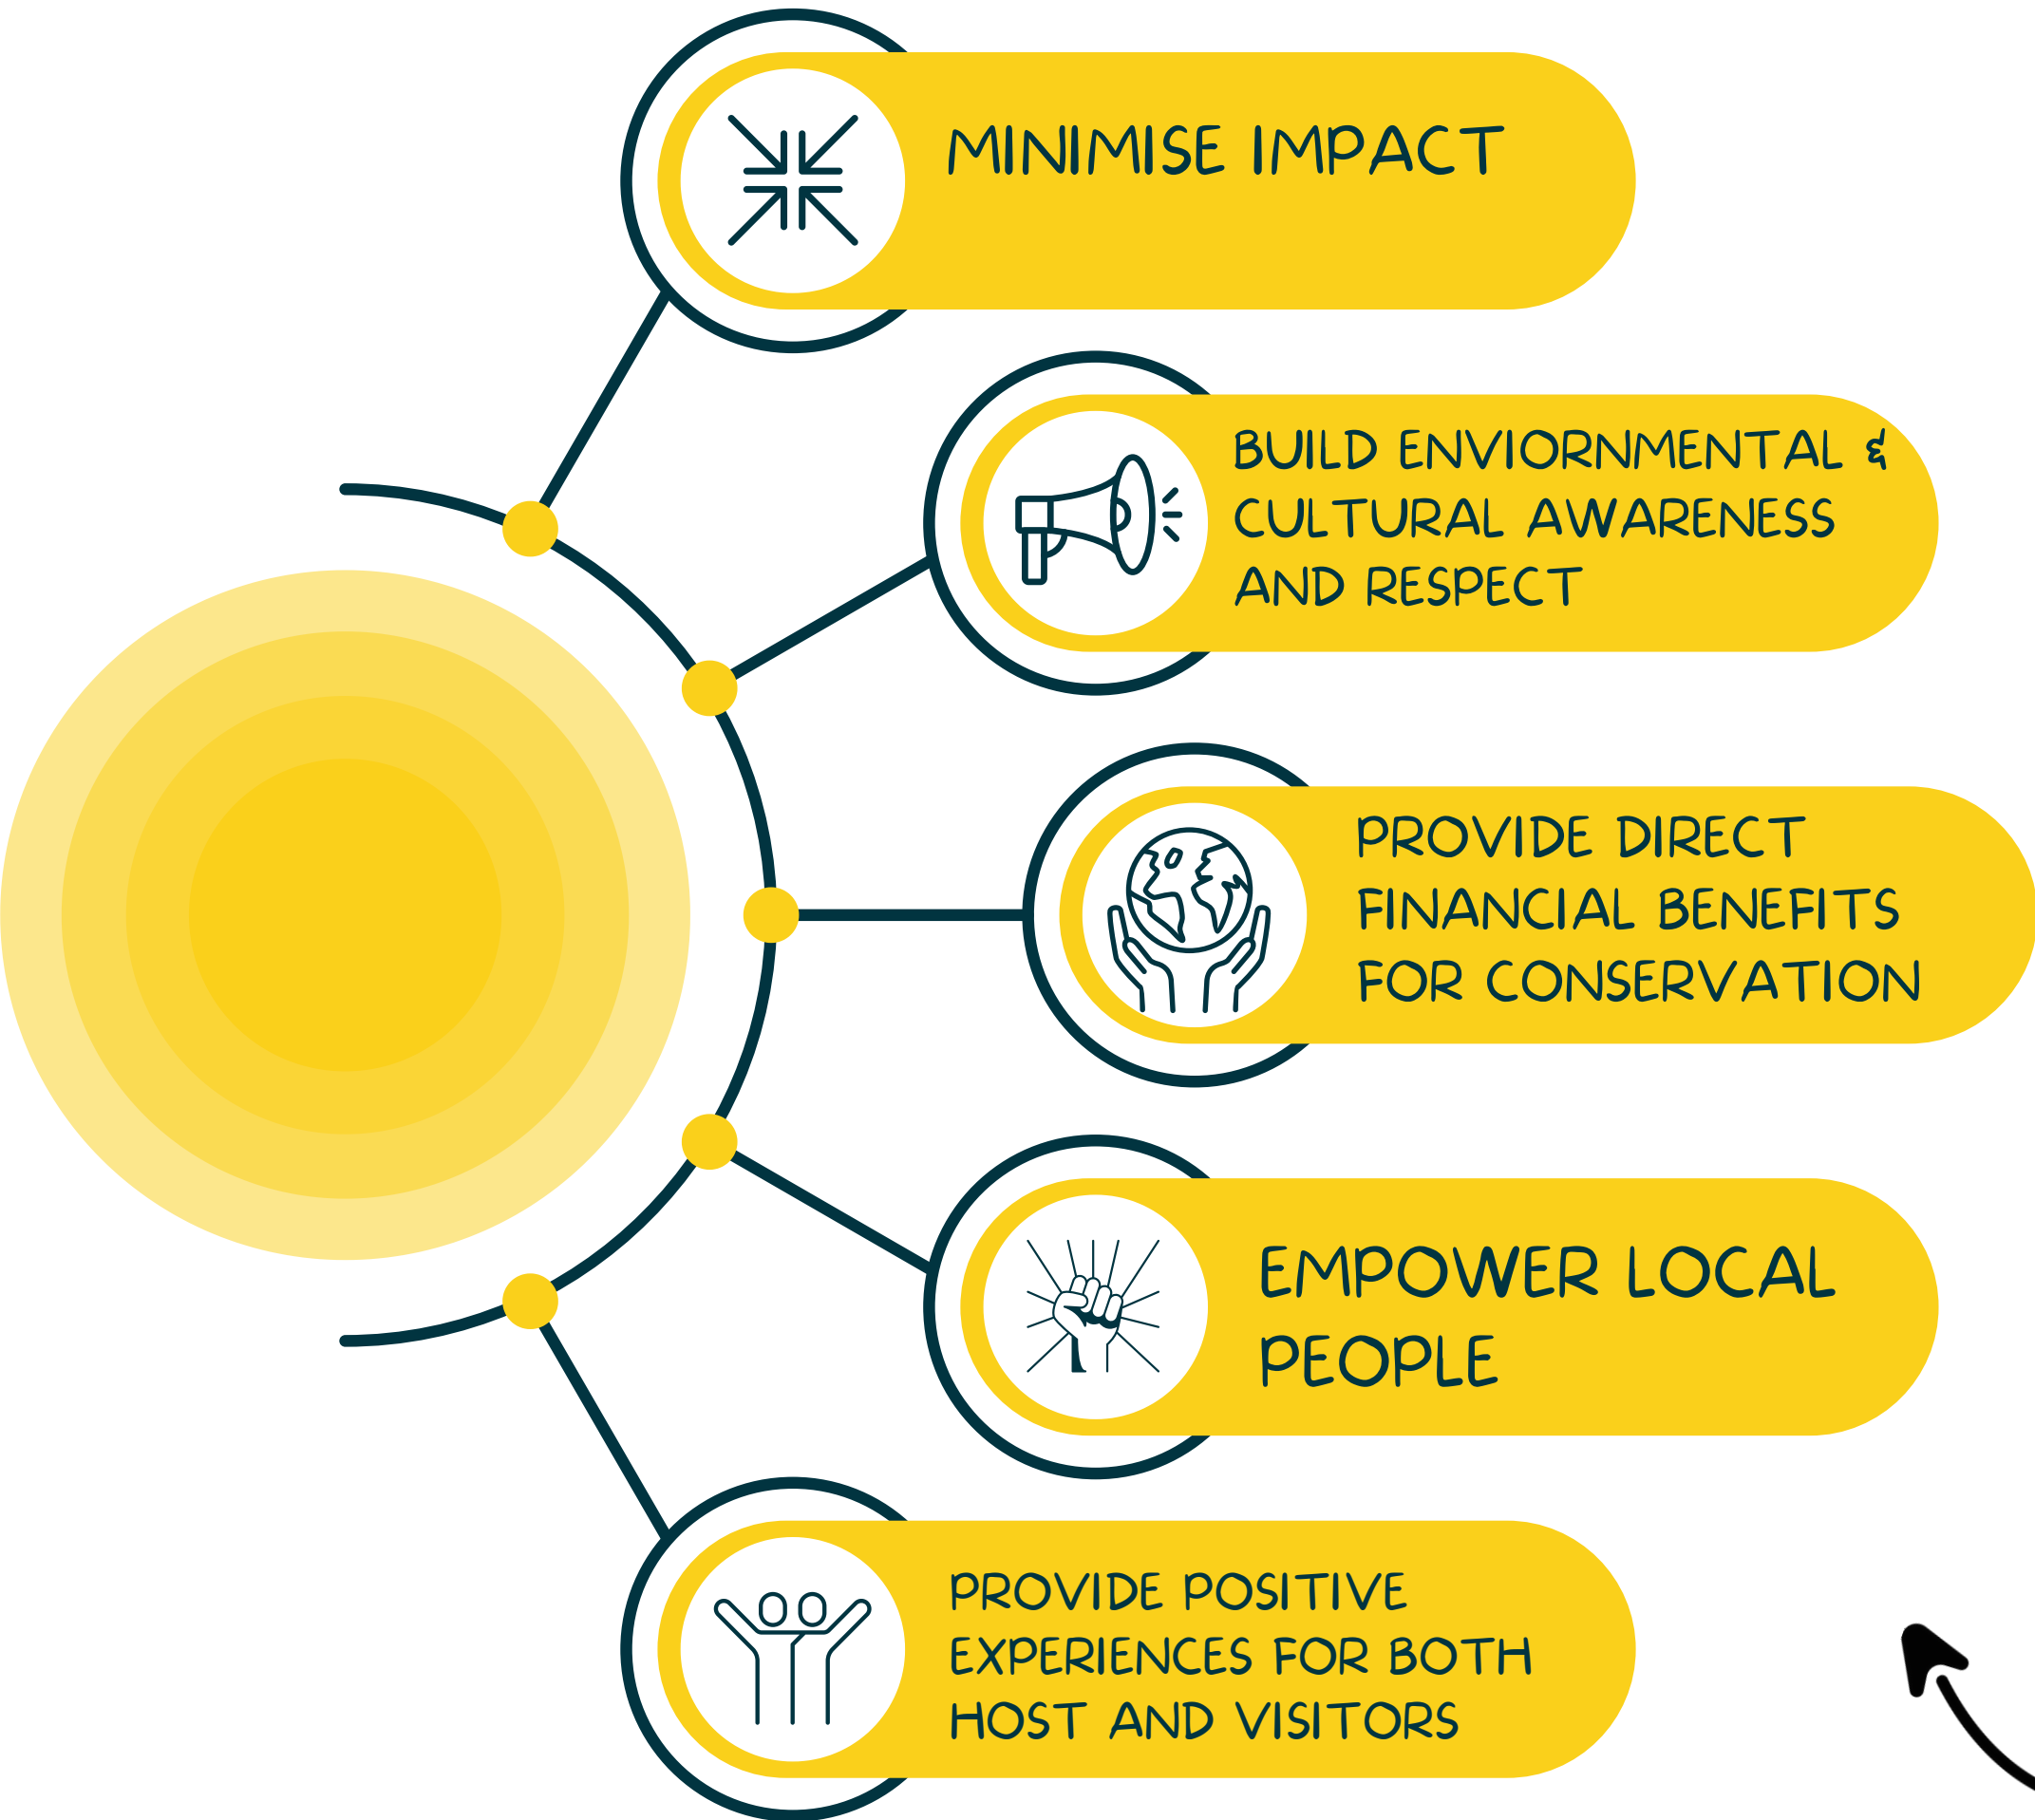 MINIMISE IMPACT
BUILD ENVIORNMENTAL &
CULTURAL AWARENESS
AND RESPECT
PROVIDE DIRECT
FINANCIAL BENEFITS
FOR CONSERVATION
EMPOWER LOCAL
PEOPLE
PROVIDE POSITIVE
EXPERIENCES FOR BOTH
HOST AND VISITORS